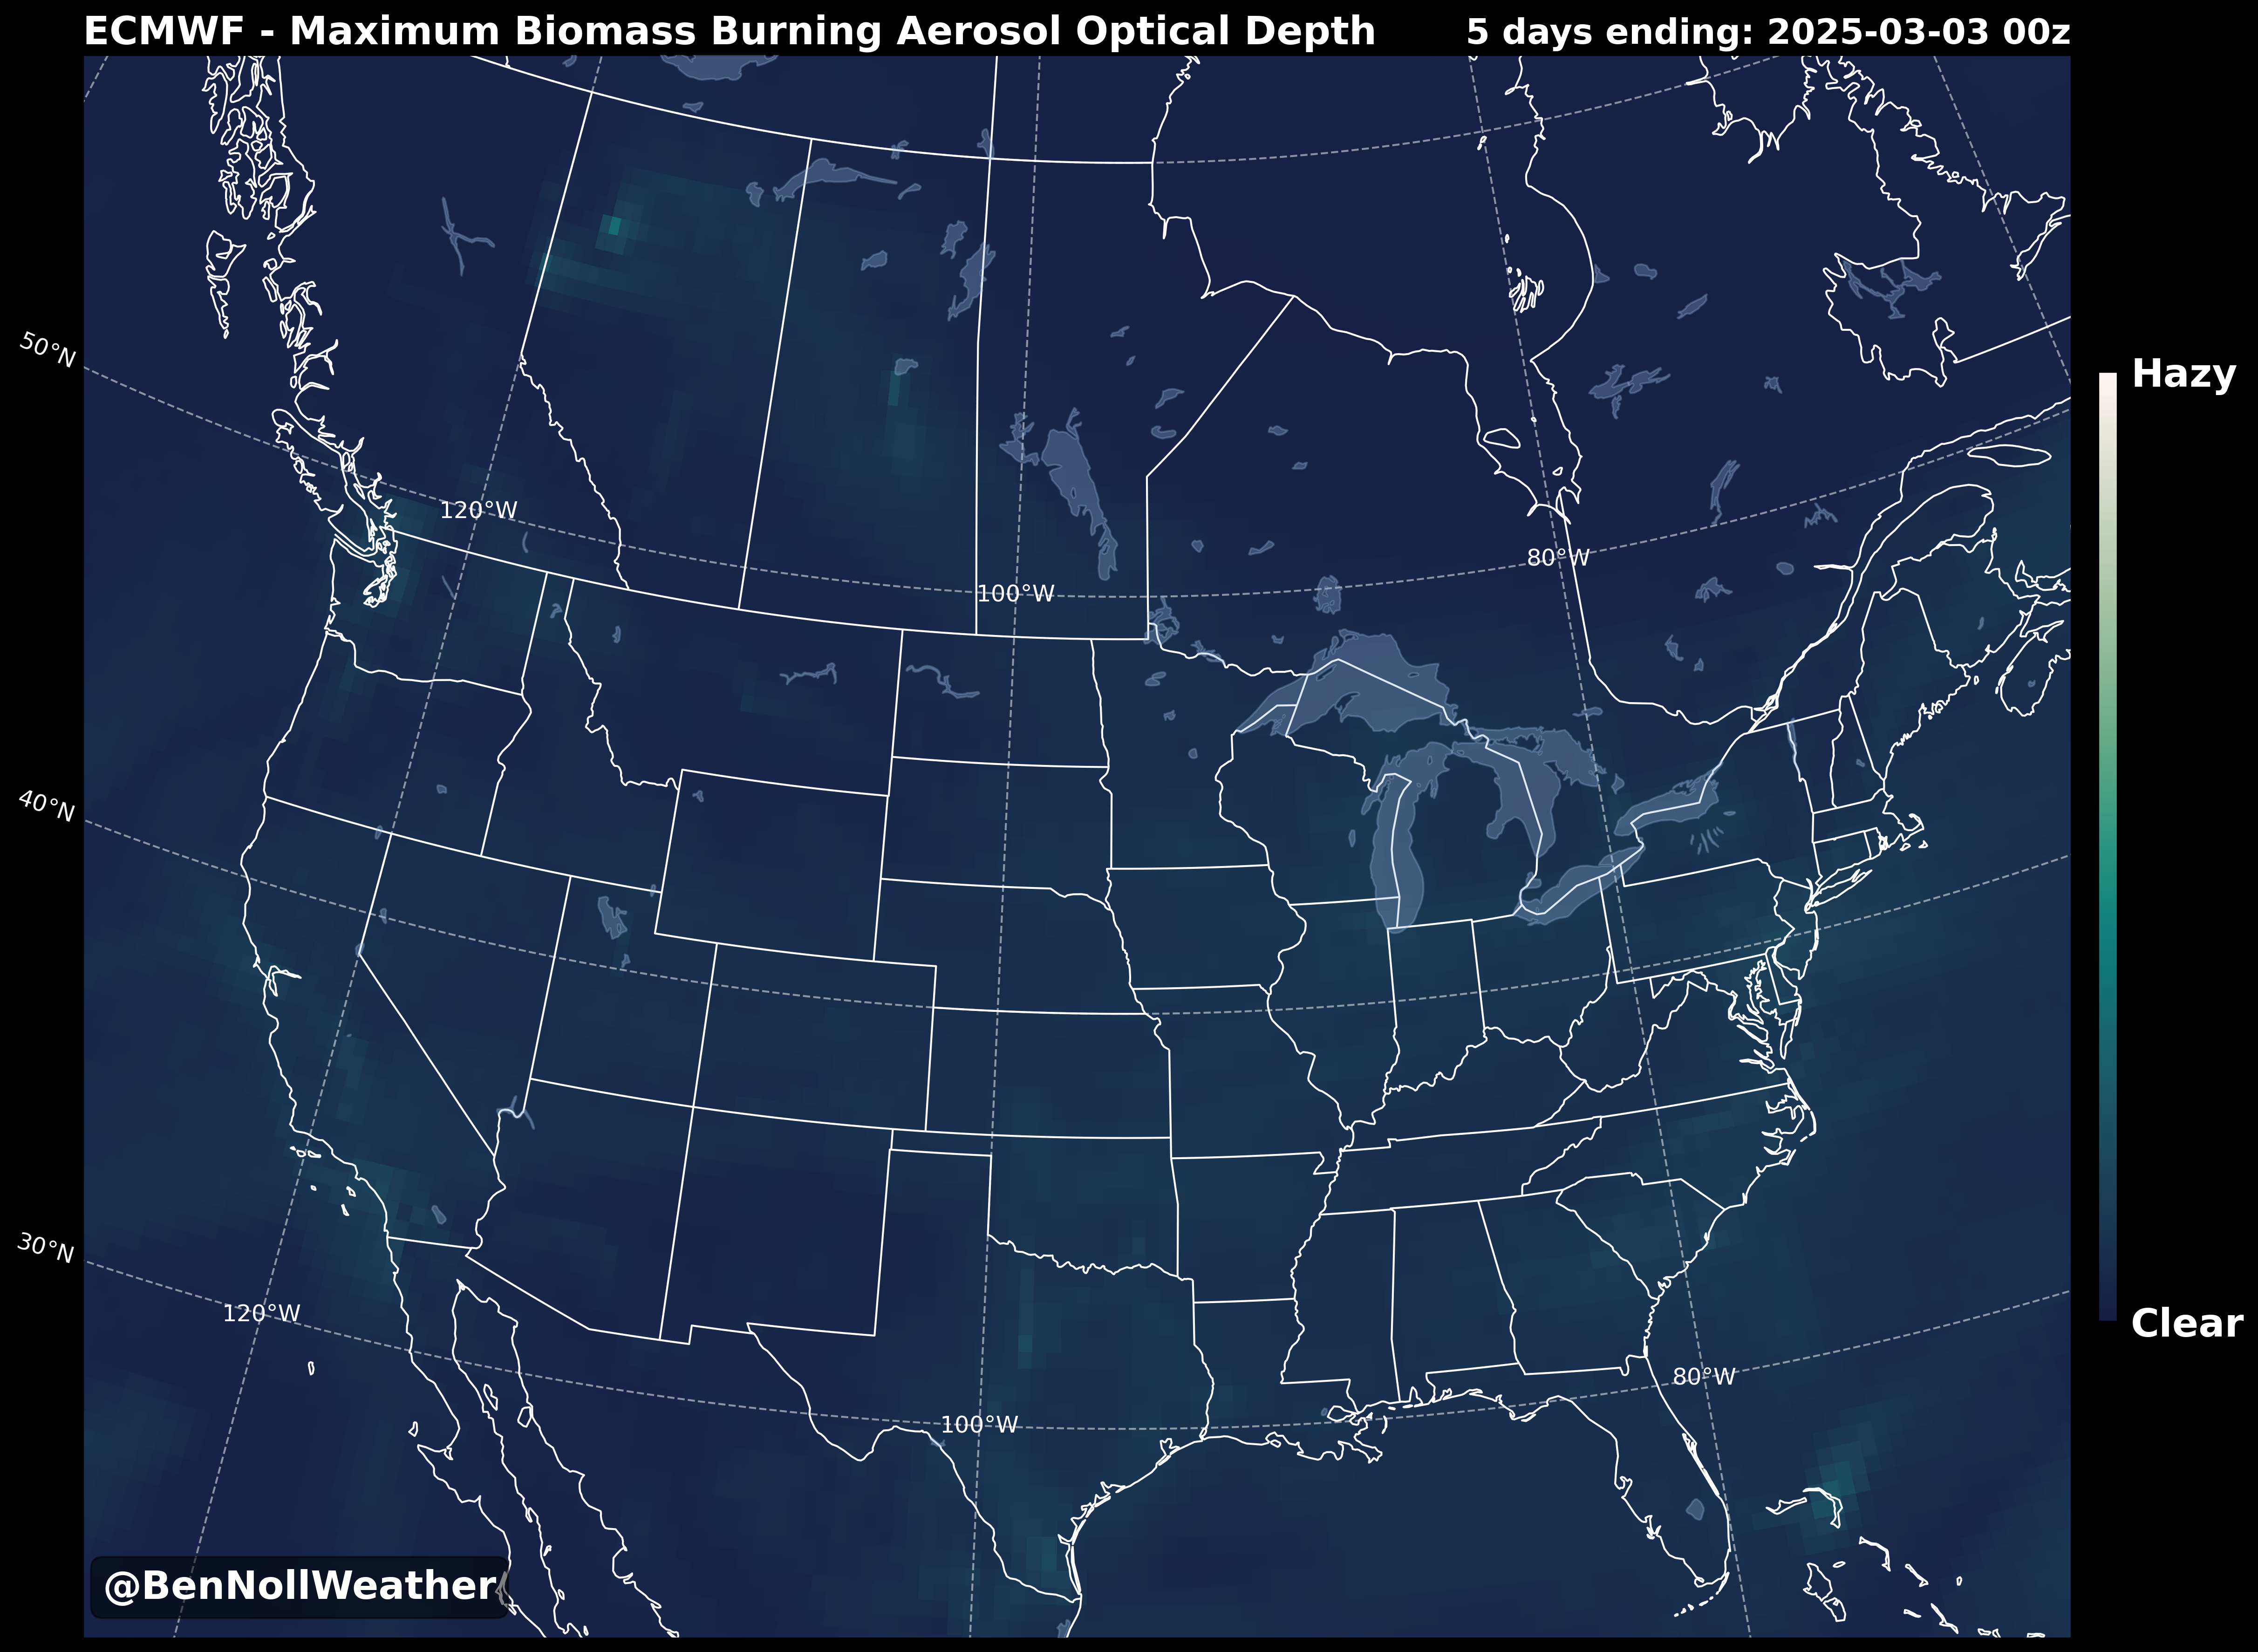 ECMWF - Maximum Biomass Burning Aerosol Optical Depth
5 days ending: 2025-03-03 00z
50°N
Hazy
120°W
80°W
100°W
40°N
30°N
120°W
Clear
80°W
100°W
@BenNollWeather